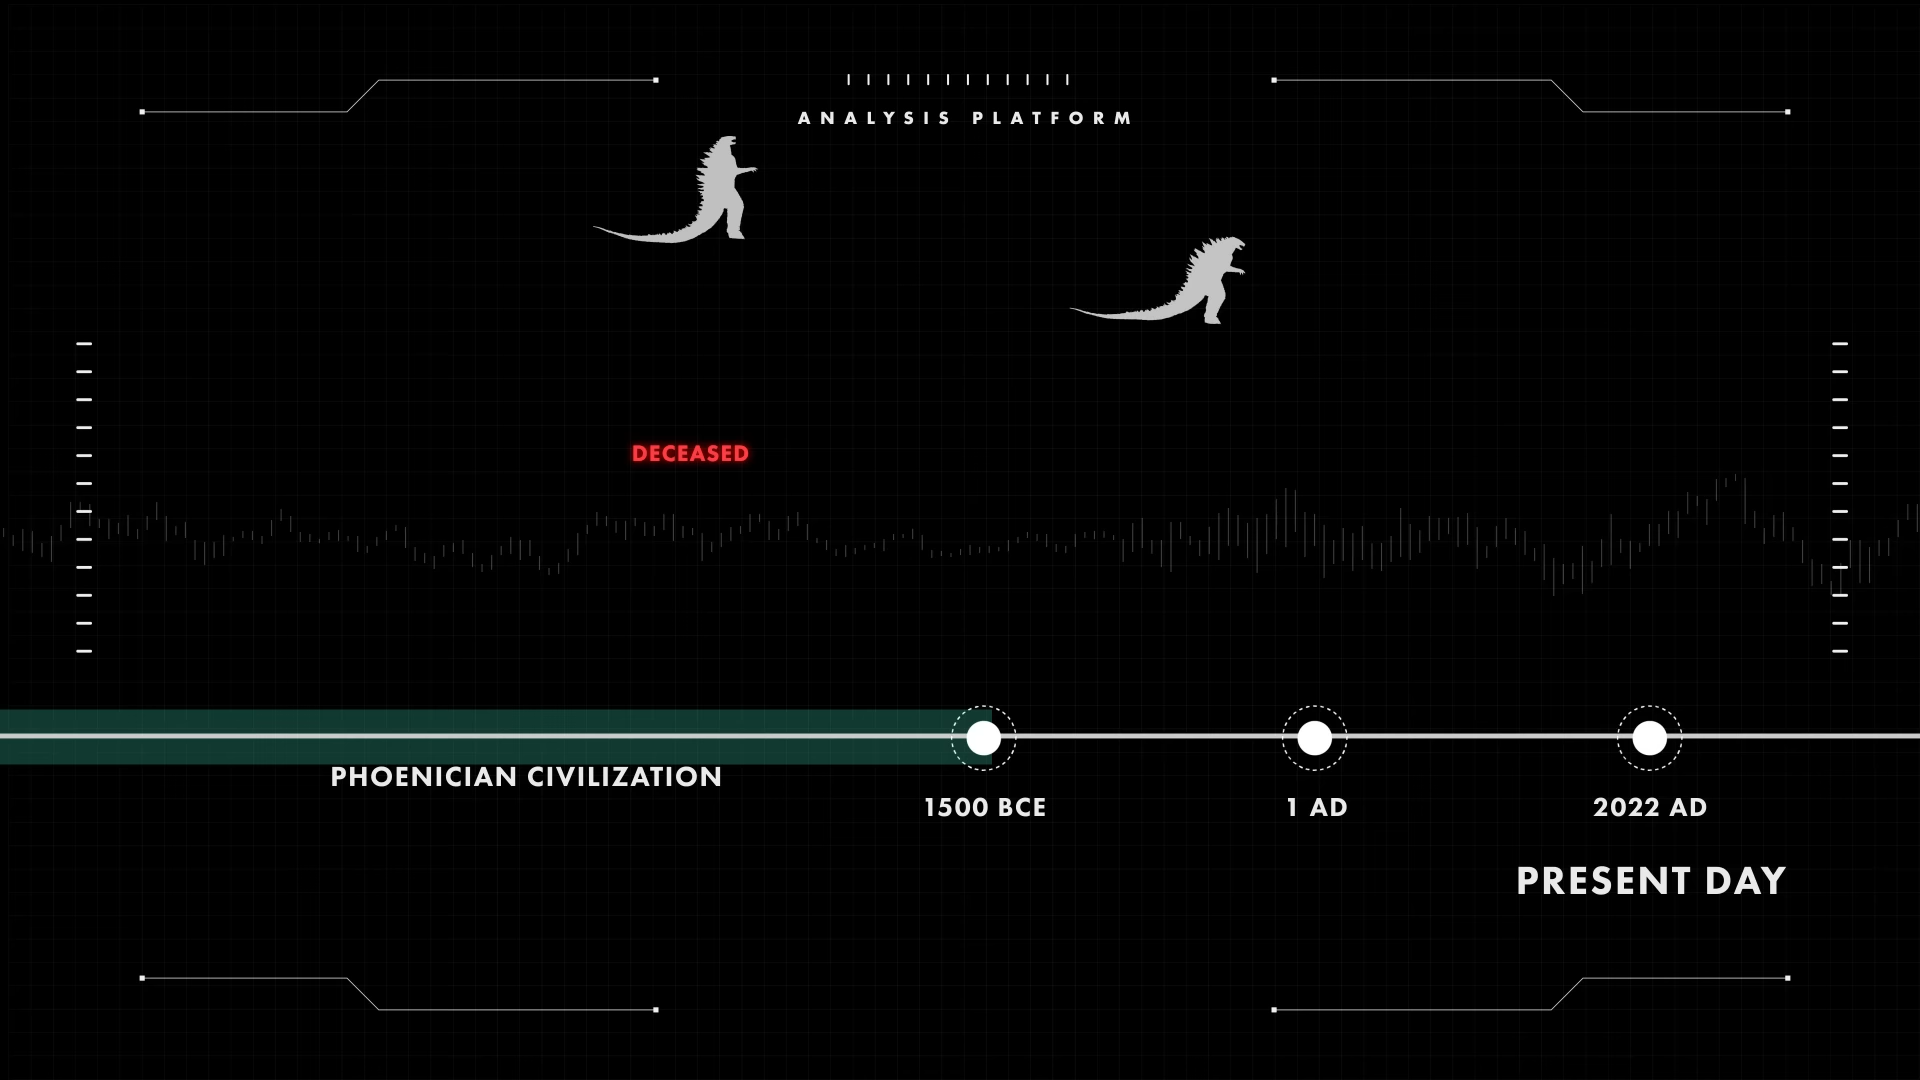 ANALYSIS PLATFORM
DECEASED
PHOENICIAN CIVILIZATION
1500 BCE
1 AD
2022 AD
PRESENT DAY